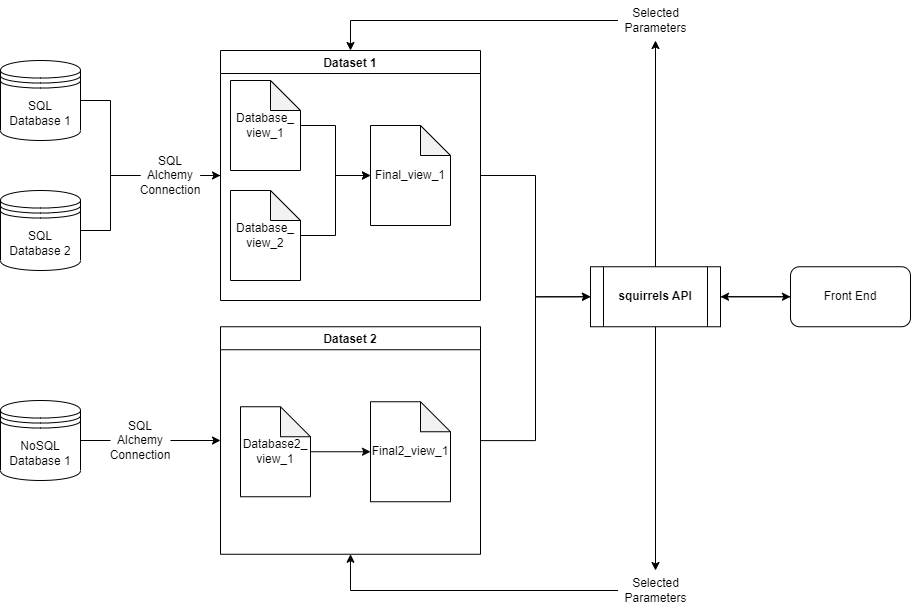 Selected
Parameters
Dataset 1
SQL
Database 1
Database_
view_1
SQL
Alchemy
Connection
Final_view_1
SQL
Database 2
Database_
view_2
squirrels API
Front End
Dataset 2
NoSQL
Database 1
SQL
Alchemy
Connection
Database2_
view_1
Final2_view_1
Selected
Parameters